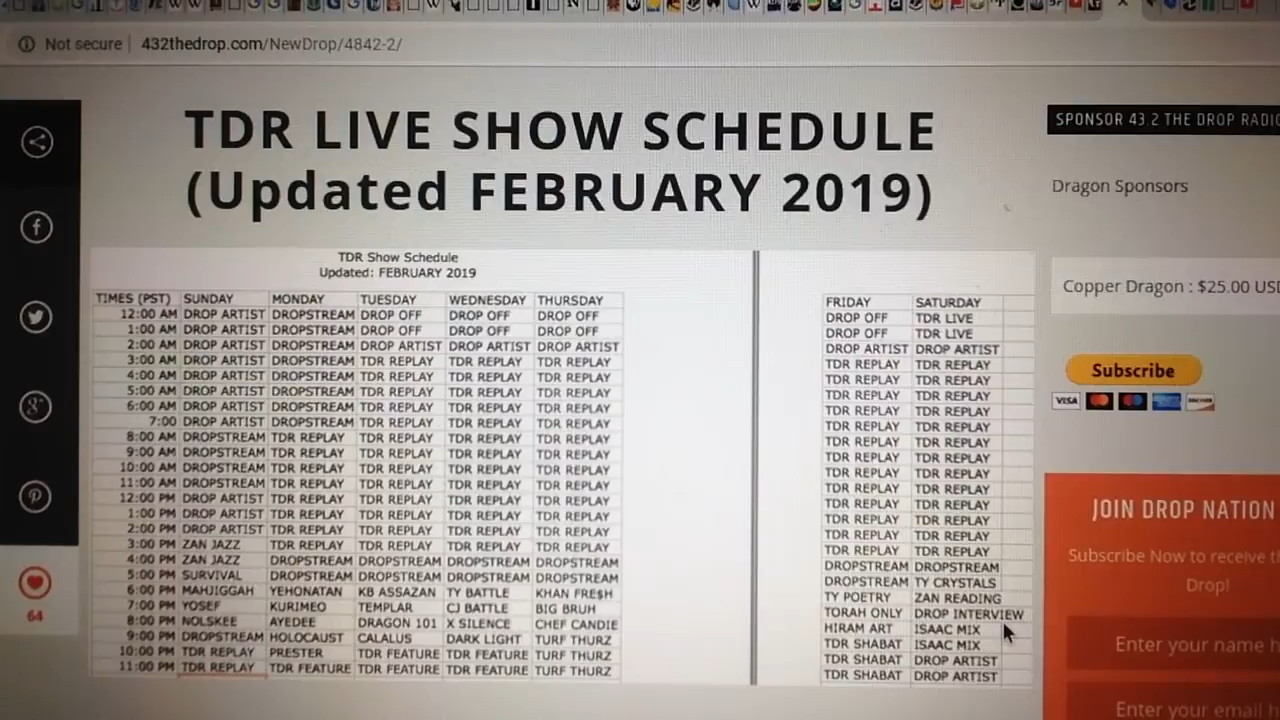 Not secure | 432thedrop.com/NewDrop/4842-2/
TDR LIVE SHOW SCHEDULE
(Updated FEBRUARY 2019)
TDR Show Schedule
Updated: FEBRUARY 2019
TIMES (PST) SUNDAY MONDAY TUESDAY WEDNESDAY THURSDAY FRIDAY SATURDAY
12:00 AM DROP ARTIST DROPSTREAM DROP OFF DROP OFF DROP OFF DROP OFF TDR LIVE
1:00 AM DROP ARTIST DROPSTREAM DROP OFF DROP OFF DROP OFF DROP OFF TDR LIVE
2:00 AM DROP ARTIST DROPSTREAM DROP ARTIST DROP ARTIST DROP ARTIST DROP ARTIST DROP ARTIST
3:00 AM DROP ARTIST DROPSTREAM TDR REPLAY TDR REPLAY TDR REPLAY TDR REPLAY TDR REPLAY
4:00 AM DROP ARTIST DROPSTREAM TDR REPLAY TDR REPLAY TDR REPLAY TDR REPLAY TDR REPLAY
5:00 AM DROP ARTIST DROPSTREAM TDR REPLAY TDR REPLAY TDR REPLAY TDR REPLAY TDR REPLAY
6:00 AM DROP ARTIST DROPSTREAM TDR REPLAY TDR REPLAY TDR REPLAY TDR REPLAY TDR REPLAY
7:00 DROP ARTIST DROPSTREAM TDR REPLAY TDR REPLAY TDR REPLAY TDR REPLAY TDR REPLAY
8:00 AM DROPSTREAM TDR REPLAY TDR REPLAY TDR REPLAY TDR REPLAY TDR REPLAY TDR REPLAY
9:00 AM DROPSTREAM TDR REPLAY TDR REPLAY TDR REPLAY TDR REPLAY TDR REPLAY TDR REPLAY
10:00 AM DROPSTREAM TDR REPLAY TDR REPLAY TDR REPLAY TDR REPLAY TDR REPLAY TDR REPLAY
11:00 AM DROPSTREAM TDR REPLAY TDR REPLAY TDR REPLAY TDR REPLAY TDR REPLAY TDR REPLAY
12:00 PM DROP ARTIST TDR REPLAY TDR REPLAY TDR REPLAY TDR REPLAY TDR REPLAY TDR REPLAY
1:00 PM DROP ARTIST TDR REPLAY TDR REPLAY TDR REPLAY TDR REPLAY TDR REPLAY TDR REPLAY
2:00 PM DROP ARTIST TDR REPLAY TDR REPLAY TDR REPLAY TDR REPLAY TDR REPLAY TDR REPLAY
3:00 PM ZAN JAZZ TDR REPLAY TDR REPLAY TDR REPLAY TDR REPLAY TDR REPLAY TDR REPLAY
4:00 PM ZAN JAZZ DROPSTREAM DROPSTREAM DROPSTREAM DROPSTREAM DROPSTREAM DROPSTREAM
5:00 PM SURVIVAL DROPSTREAM DROPSTREAM DROPSTREAM DROPSTREAM DROPSTREAM TY CRYSTALS
6:00 PM MAHJIGGAH YEHONATAN KB ASSAZAN TY BATTLE KHAN FRE$H TY POETRY ZAN READING
7:00 PM YOSEF KURIMEO TEMPLAR CJ BATTLE BIG BRUH TORAH ONLY DROP INTERVIEW
8:00 PM NOLSKEE AYEDEE DRAGON 101 X SILENCE CHEF CANDIE HIRAM ART ISAAC MIX
9:00 PM DROPSTREAM HOLOCAUST CALALUS DARK LIGHT TURF THURZ TDR SHABAT ISAAC MIX
10:00 PM TDR REPLAY PRESTER TDR FEATURE TDR FEATURE TURF THURZ TDR SHABAT DROP ARTIST
11:00 PM TDR REPLAY TDR FEATURE TDR FEATURE TDR FEATURE TURF THURZ TDR SHABAT DROP ARTIST
64
SPONSOR 43.2 THE DROP RADIO
Dragon Sponsors
Copper Dragon : $25.00 USD
Subscribe
VISA
DISCOVER
JOIN DROP NATION
Subscribe Now to receive
Drop!
Enter your name
Enter your email